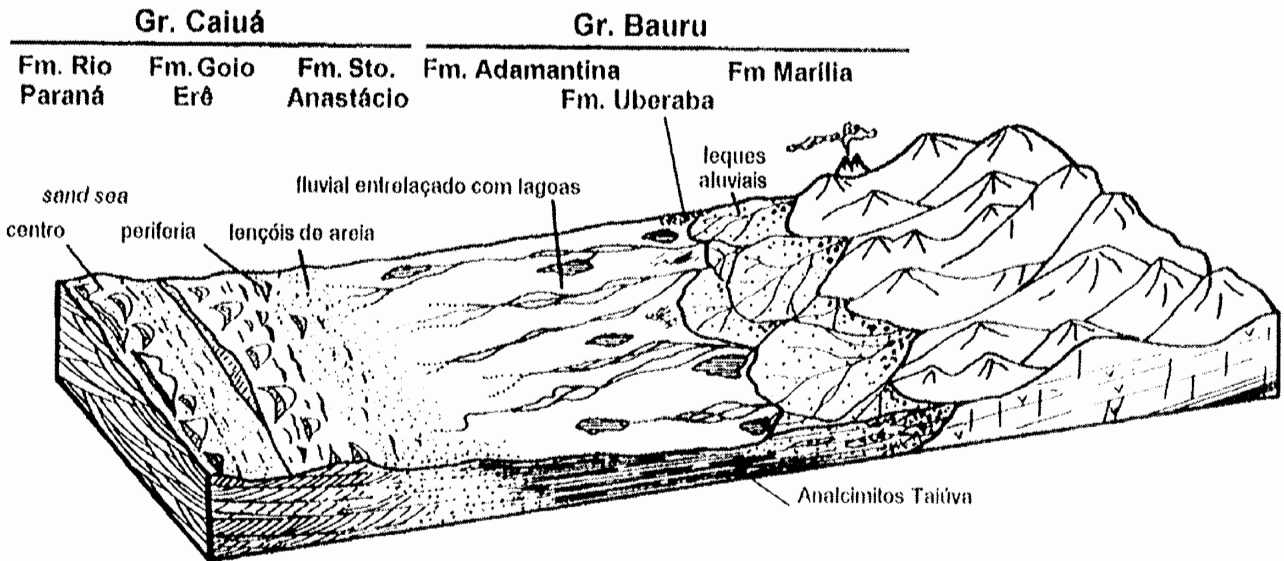 Gr. Caiuá
Gr. Bauru
Fm. Rio
Paraná
Fm. Goio
Erê
Fm. Sto.
Anastácio
Fm. Adamantina
Fm. Uberaba
Fm Marília
sand sea
centro
periferia
lençóis de areia
fluvial entrelaçado com lagoas
leques
aluviais
Analcimitos Taiúva